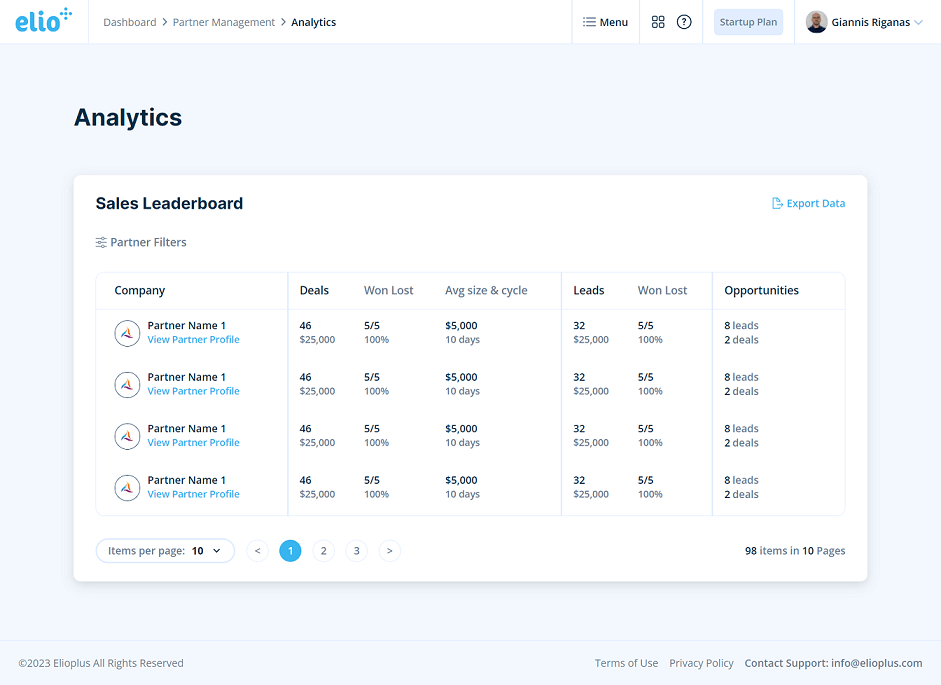 elio
Dashboard > Partner Management > Analytics
Menu
?
Startup Plan
Giannis Riganas
Analytics
Sales Leaderboard
Export Data
Partner Filters
Company Deals Won Lost Avg size & cycle Leads Won Lost Opportunities
Partner Name 1 46 5/5 $5,000 32 5/5 8 leads
View Partner Profile $25,000 100% 10 days $25,000 100% 2 deals
Partner Name 1 46 5/5 $5,000 32 5/5 8 leads
View Partner Profile $25,000 100% 10 days $25,000 100% 2 deals
Partner Name 1 46 5/5 $5,000 32 5/5 8 leads
View Partner Profile $25,000 100% 10 days $25,000 100% 2 deals
Partner Name 1 46 5/5 $5,000 32 5/5 8 leads
View Partner Profile $25,000 100% 10 days $25,000 100% 2 deals
Items per page: 10 < 1 2 3 > 98 items in 10 Pages
©2023 Elioplus All Rights Reserved Terms of Use Privacy Policy Contact Support: info@elioplus.com